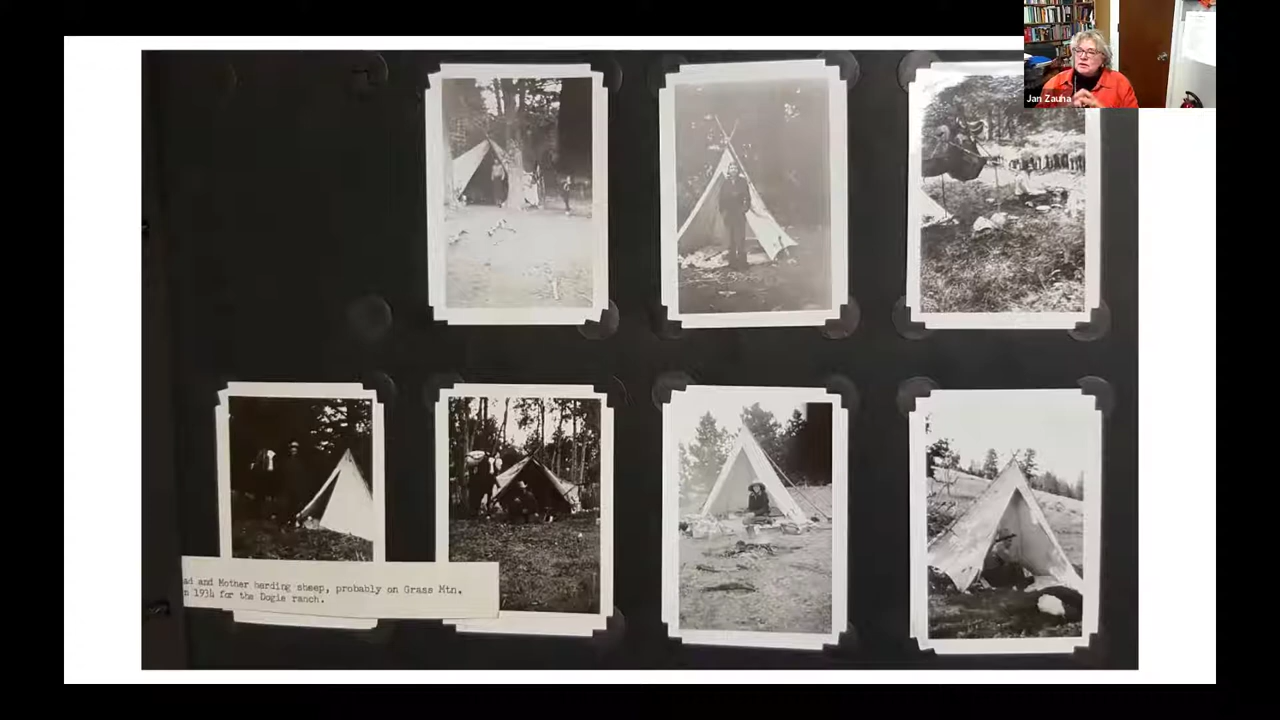 Jan Zauha
ad and Mother herding sheep, probably on Grass Mtn.
n 1934 for the Dogie ranch.